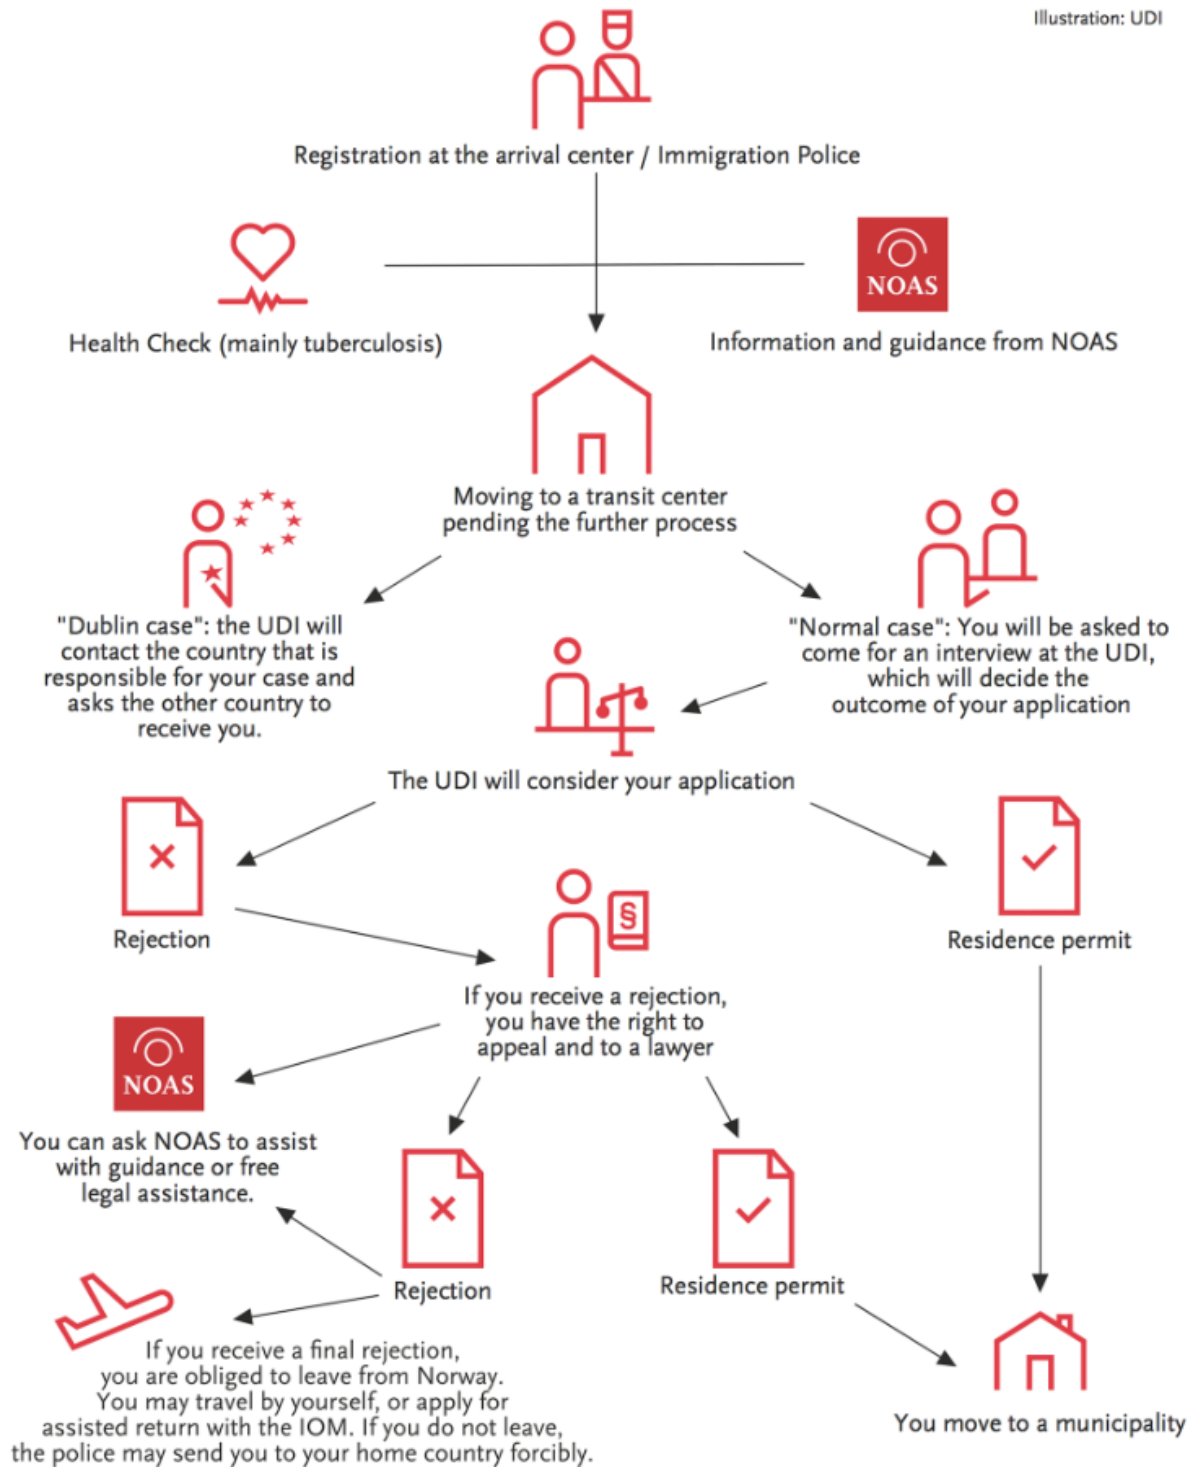 Illustration: UDI
Registration at the arrival center / Immigration Police
NOAS
Health Check (mainly tuberculosis)
Information and guidance from NOAS
Moving to a transit center
pending the further process
"Dublin case": the UDI will
contact the country that is
responsible for your case and
asks the other country to
receive you.
"Normal case": You will be asked to
come for an interview at the UDI,
which will decide the
outcome of your application
The UDI will consider your application
Rejection
§
Residence permit
If you receive a rejection,
you have the right to
appeal and to a lawyer
NOAS
You can ask NOAS to assist
with guidance or free
legal assistance.
Rejection
Residence permit
If you receive a final rejection,
you are obliged to leave from Norway.
You may travel by yourself, or apply for
assisted return with the IOM. If you do not leave,
the police may send you to your home country forcibly.
You move to a municipality